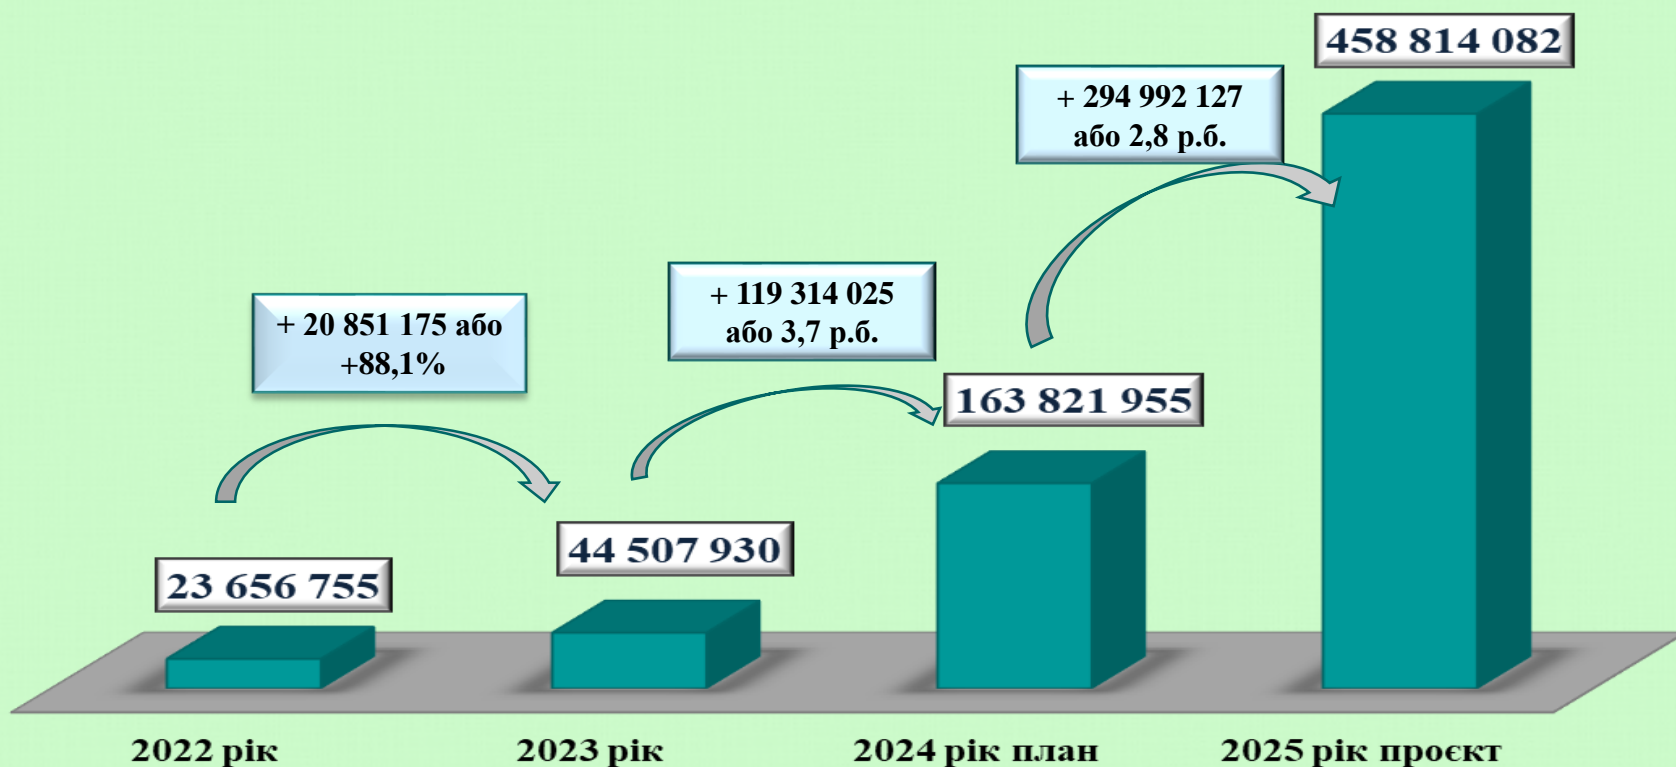 458 814 082
+ 294 992 127
або 2,8 р.б.
+ 119 314 025
або 3,7 р.б.
+ 20 851 175 або
+88,1%
163 821 955
44 507 930
23 656 755
2022 рік
2023 рік
2024 рік план
2025 рік проєкт